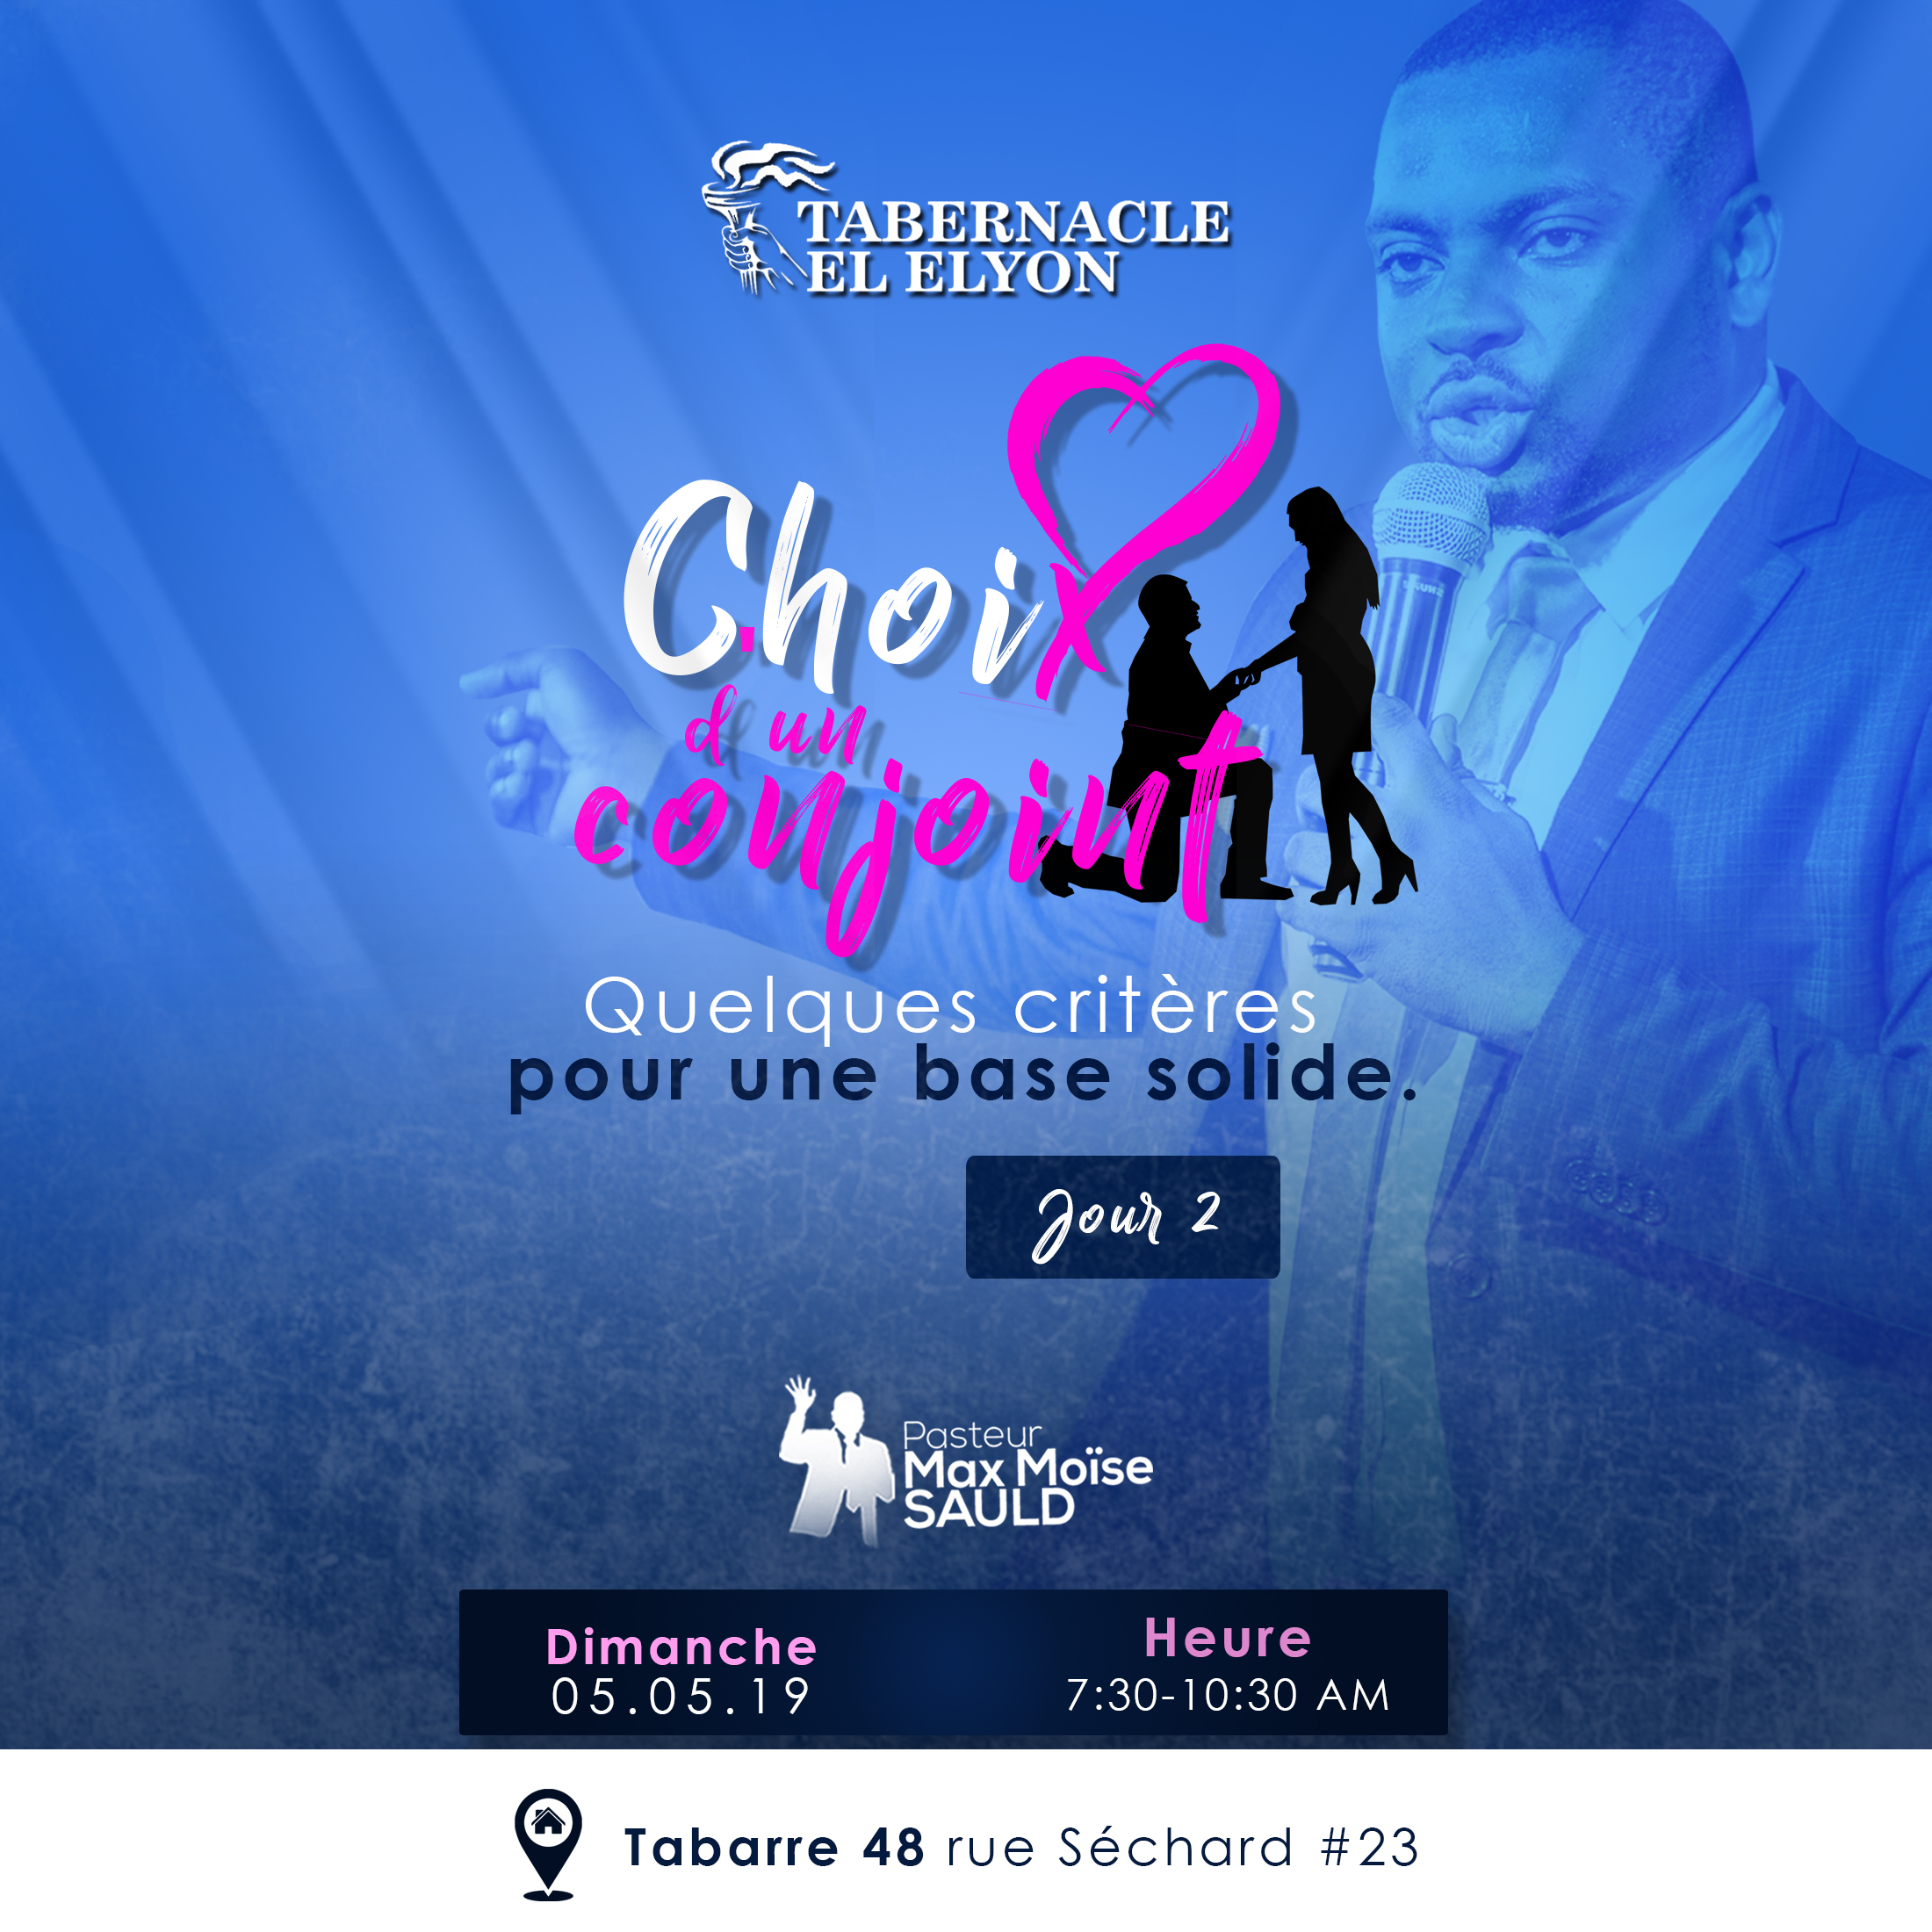 TABERNACLE
EL ELYON
Choix
d'un
conjoint
Quelques critères
pour une base solide.
Jour 2
Pasteur
Max Moïse
SAULD
Dimanche
05.05.19
Heure
7:30-10:30 AM
Tabarre 48 rue Séchard #23